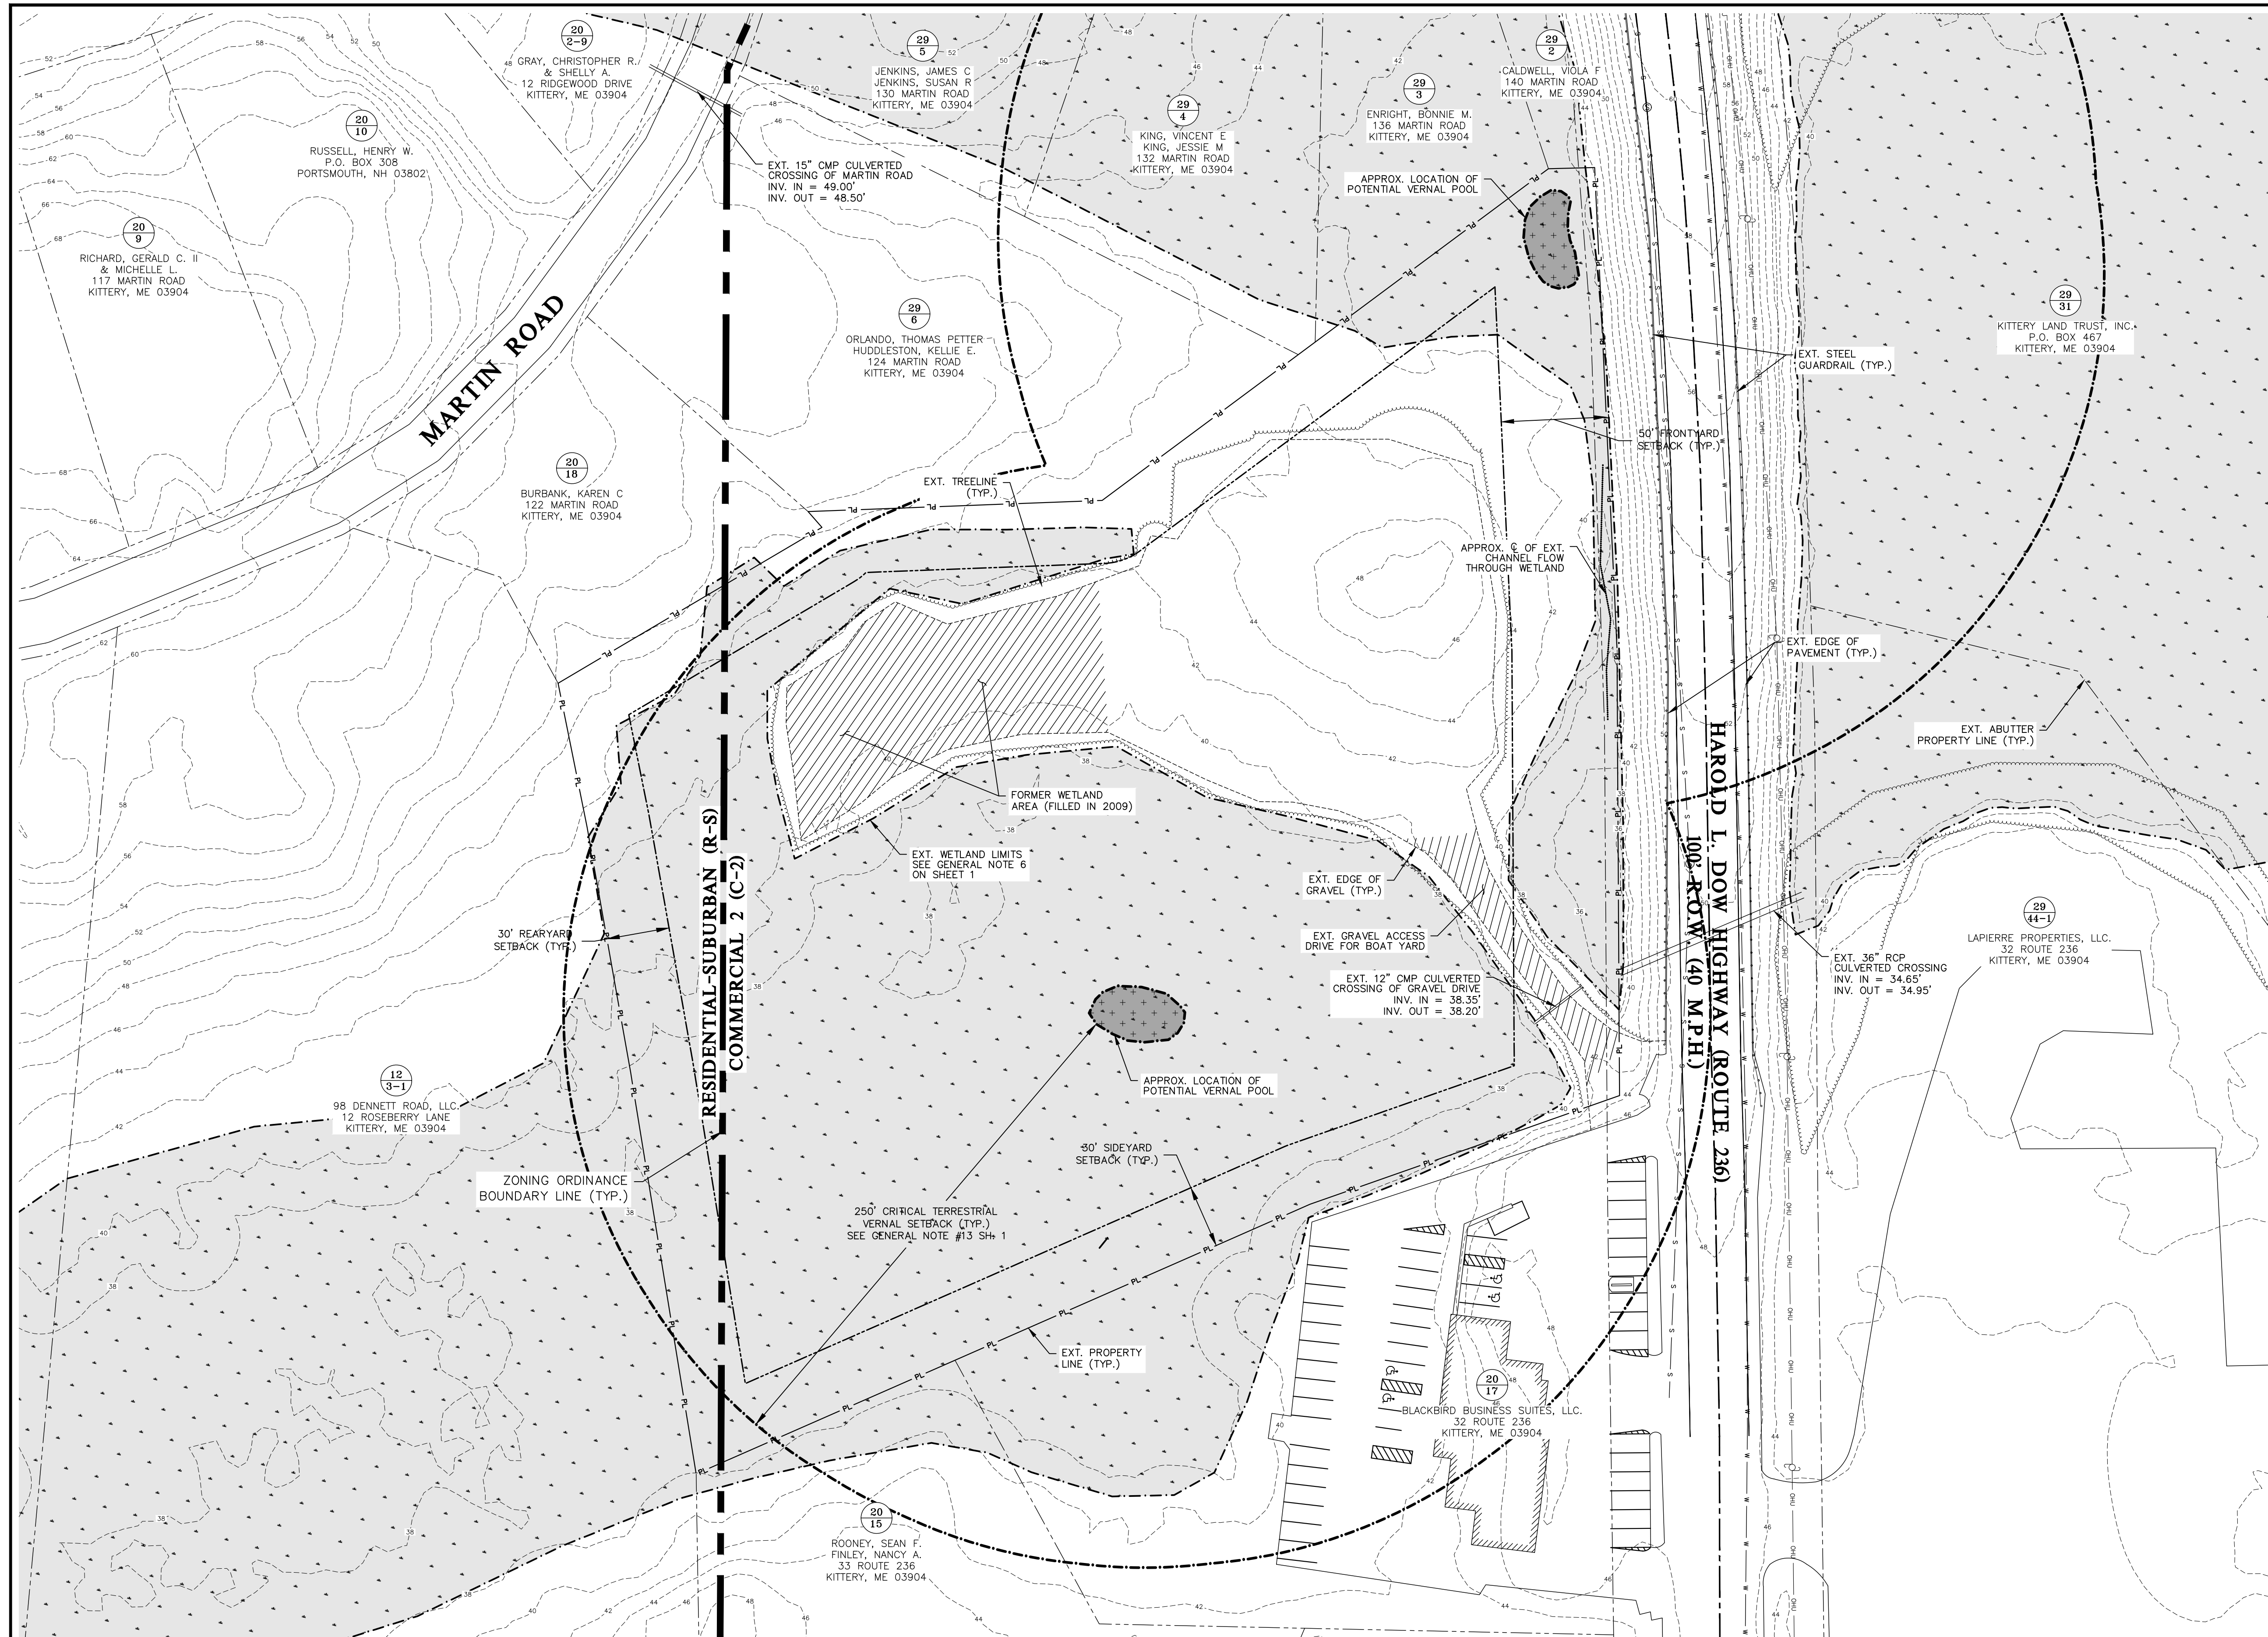 20
2-9
GRAY, CHRISTOPHER R.
& SHELLY A.
12 RIDGEWOOD DRIVE
KITTERY, ME 03904
29
5
JENKINS, JAMES C
JENKINS, SUSAN R
130 MARTIN ROAD
KITTERY, ME 03904
29
2
CALDWELL, VIOLA F
140 MARTIN ROAD
KITTERY, ME 03904
29
3
ENRIGHT, BONNIE M.
136 MARTIN ROAD
KITTERY, ME 03904
29
4
KING, VINCENT E
KING, JESSIE M
132 MARTIN ROAD
KITTERY, ME 03904
20
10
RUSSELL, HENRY W.
P.O. BOX 308
PORTSMOUTH, NH 03802
EXT. 15" CMP CULVERTED
CROSSING OF MARTIN ROAD
INV. IN = 49.00'
INV. OUT = 48.50'
APPROX. LOCATION OF
POTENTIAL VERNAL POOL
20
9
RICHARD, GERALD C. II
& MICHELLE L.
117 MARTIN ROAD
KITTERY, ME 03904
29
6
ORLANDO, THOMAS PETTER
HUDDLESTON, KELLIE E.
124 MARTIN ROAD
KITTERY, ME 03904
29
31
KITTERY LAND TRUST, INC.
P.O. BOX 467
KITTERY, ME 03904
EXT. STEEL
GUARDRAIL (TYP.)
MARTIN ROAD
50' FRONTYARD
SETBACK (TYP.)
20
18
BURBANK, KAREN C
122 MARTIN ROAD
KITTERY, ME 03904
EXT. TREELINE
(TYP.)
APPROX. ℄ OF EXT.
CHANNEL FLOW
THROUGH WETLAND
EXT. EDGE OF
PAVEMENT (TYP.)
EXT. ABUTTER
PROPERTY LINE (TYP.)
FORMER WETLAND
AREA (FILLED IN 2009)
EXT. WETLAND LIMITS
SEE GENERAL NOTE 6
ON SHEET 1
EXT. EDGE OF
GRAVEL (TYP.)
EXT. GRAVEL ACCESS
DRIVE FOR BOAT YARD
EXT. 12" CMP CULVERTED
CROSSING OF GRAVEL DRIVE
INV. IN = 38.35'
INV. OUT = 38.20'
30' REARYARD
SETBACK (TYP.)
RESIDENTIAL-SUBURBAN (R-S)
COMMERCIAL 2 (C-2)
HAROLD L. DOW HIGHWAY (ROUTE 236)
100' R.O.W. (40 M.P.H.)
29
44-1
LAPIERRE PROPERTIES, LLC.
32 ROUTE 236
KITTERY, ME 03904
EXT. 36" RCP
CULVERTED CROSSING
INV. IN = 34.65'
INV. OUT = 34.95'
12
3-1
98 DENNETT ROAD, LLC.
12 ROSEBERRY LANE
KITTERY, ME 03904
APPROX. LOCATION OF
POTENTIAL VERNAL POOL
30' SIDEYARD
SETBACK (TYP.)
ZONING ORDINANCE
BOUNDARY LINE (TYP.)
250' CRITICAL TERRESTRIAL
VERNAL SETBACK (TYP.)
SEE GENERAL NOTE #13 SH. 1
EXT. PROPERTY
LINE (TYP.)
20
17
BLACKBIRD BUSINESS SUITES, LLC.
32 ROUTE 236
KITTERY, ME 03904
20
15
ROONEY, SEAN F.
FINLEY, NANCY A.
33 ROUTE 236
KITTERY, ME 03904